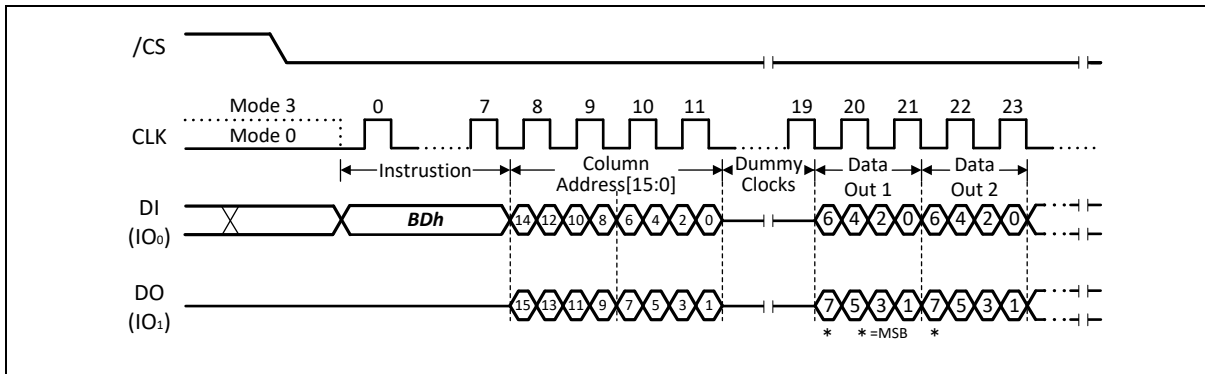 /CS
Mode 3 0 7 8 9 10 11 19 20 21 22 23
CLK Mode 0
Instrustion Column Address[15:0] Dummy Clocks Data Out 1 Data Out 2
DI (IO0) BDh 14 12 10 8 6 4 2 0 6 4 2 0 6 4 2 0
DO (IO1) 15 13 11 9 7 5 3 1 7 5 3 1 7 5 3 1
* * =MSB *